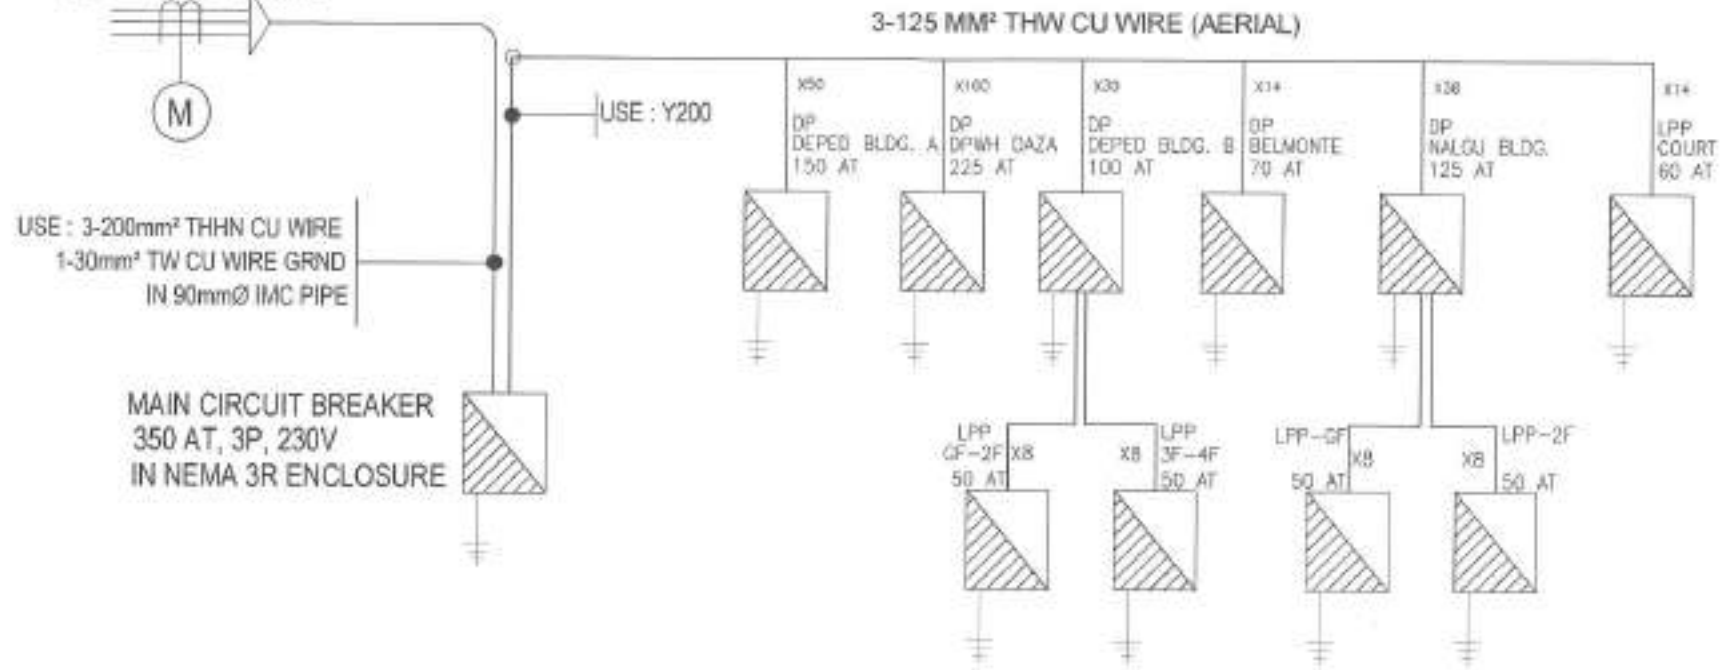 3-125 MM² THW CU WIRE (AERIAL)
M
USE : Y200
X50
DP
DEPED BLDG. A
150 AT
X100
DP
DPWH DAZA
225 AT
X30
DP
DEPED BLDG. B
100 AT
X14
DP
BELMONTE
70 AT
X38
DP
NALGU BLDG.
125 AT
X14
LPP
COURT
60 AT
USE : 3-200mm² THHN CU WIRE
1-30mm² TW CU WIRE GRND
IN 90mmØ IMC PIPE
MAIN CIRCUIT BREAKER
350 AT, 3P, 230V
IN NEMA 3R ENCLOSURE
LPP
GF-2F X8
50 AT
LPP
X8 3F-4F
50 AT
LPP-GF
X8
50 AT
LPP-2F
X8
50 AT